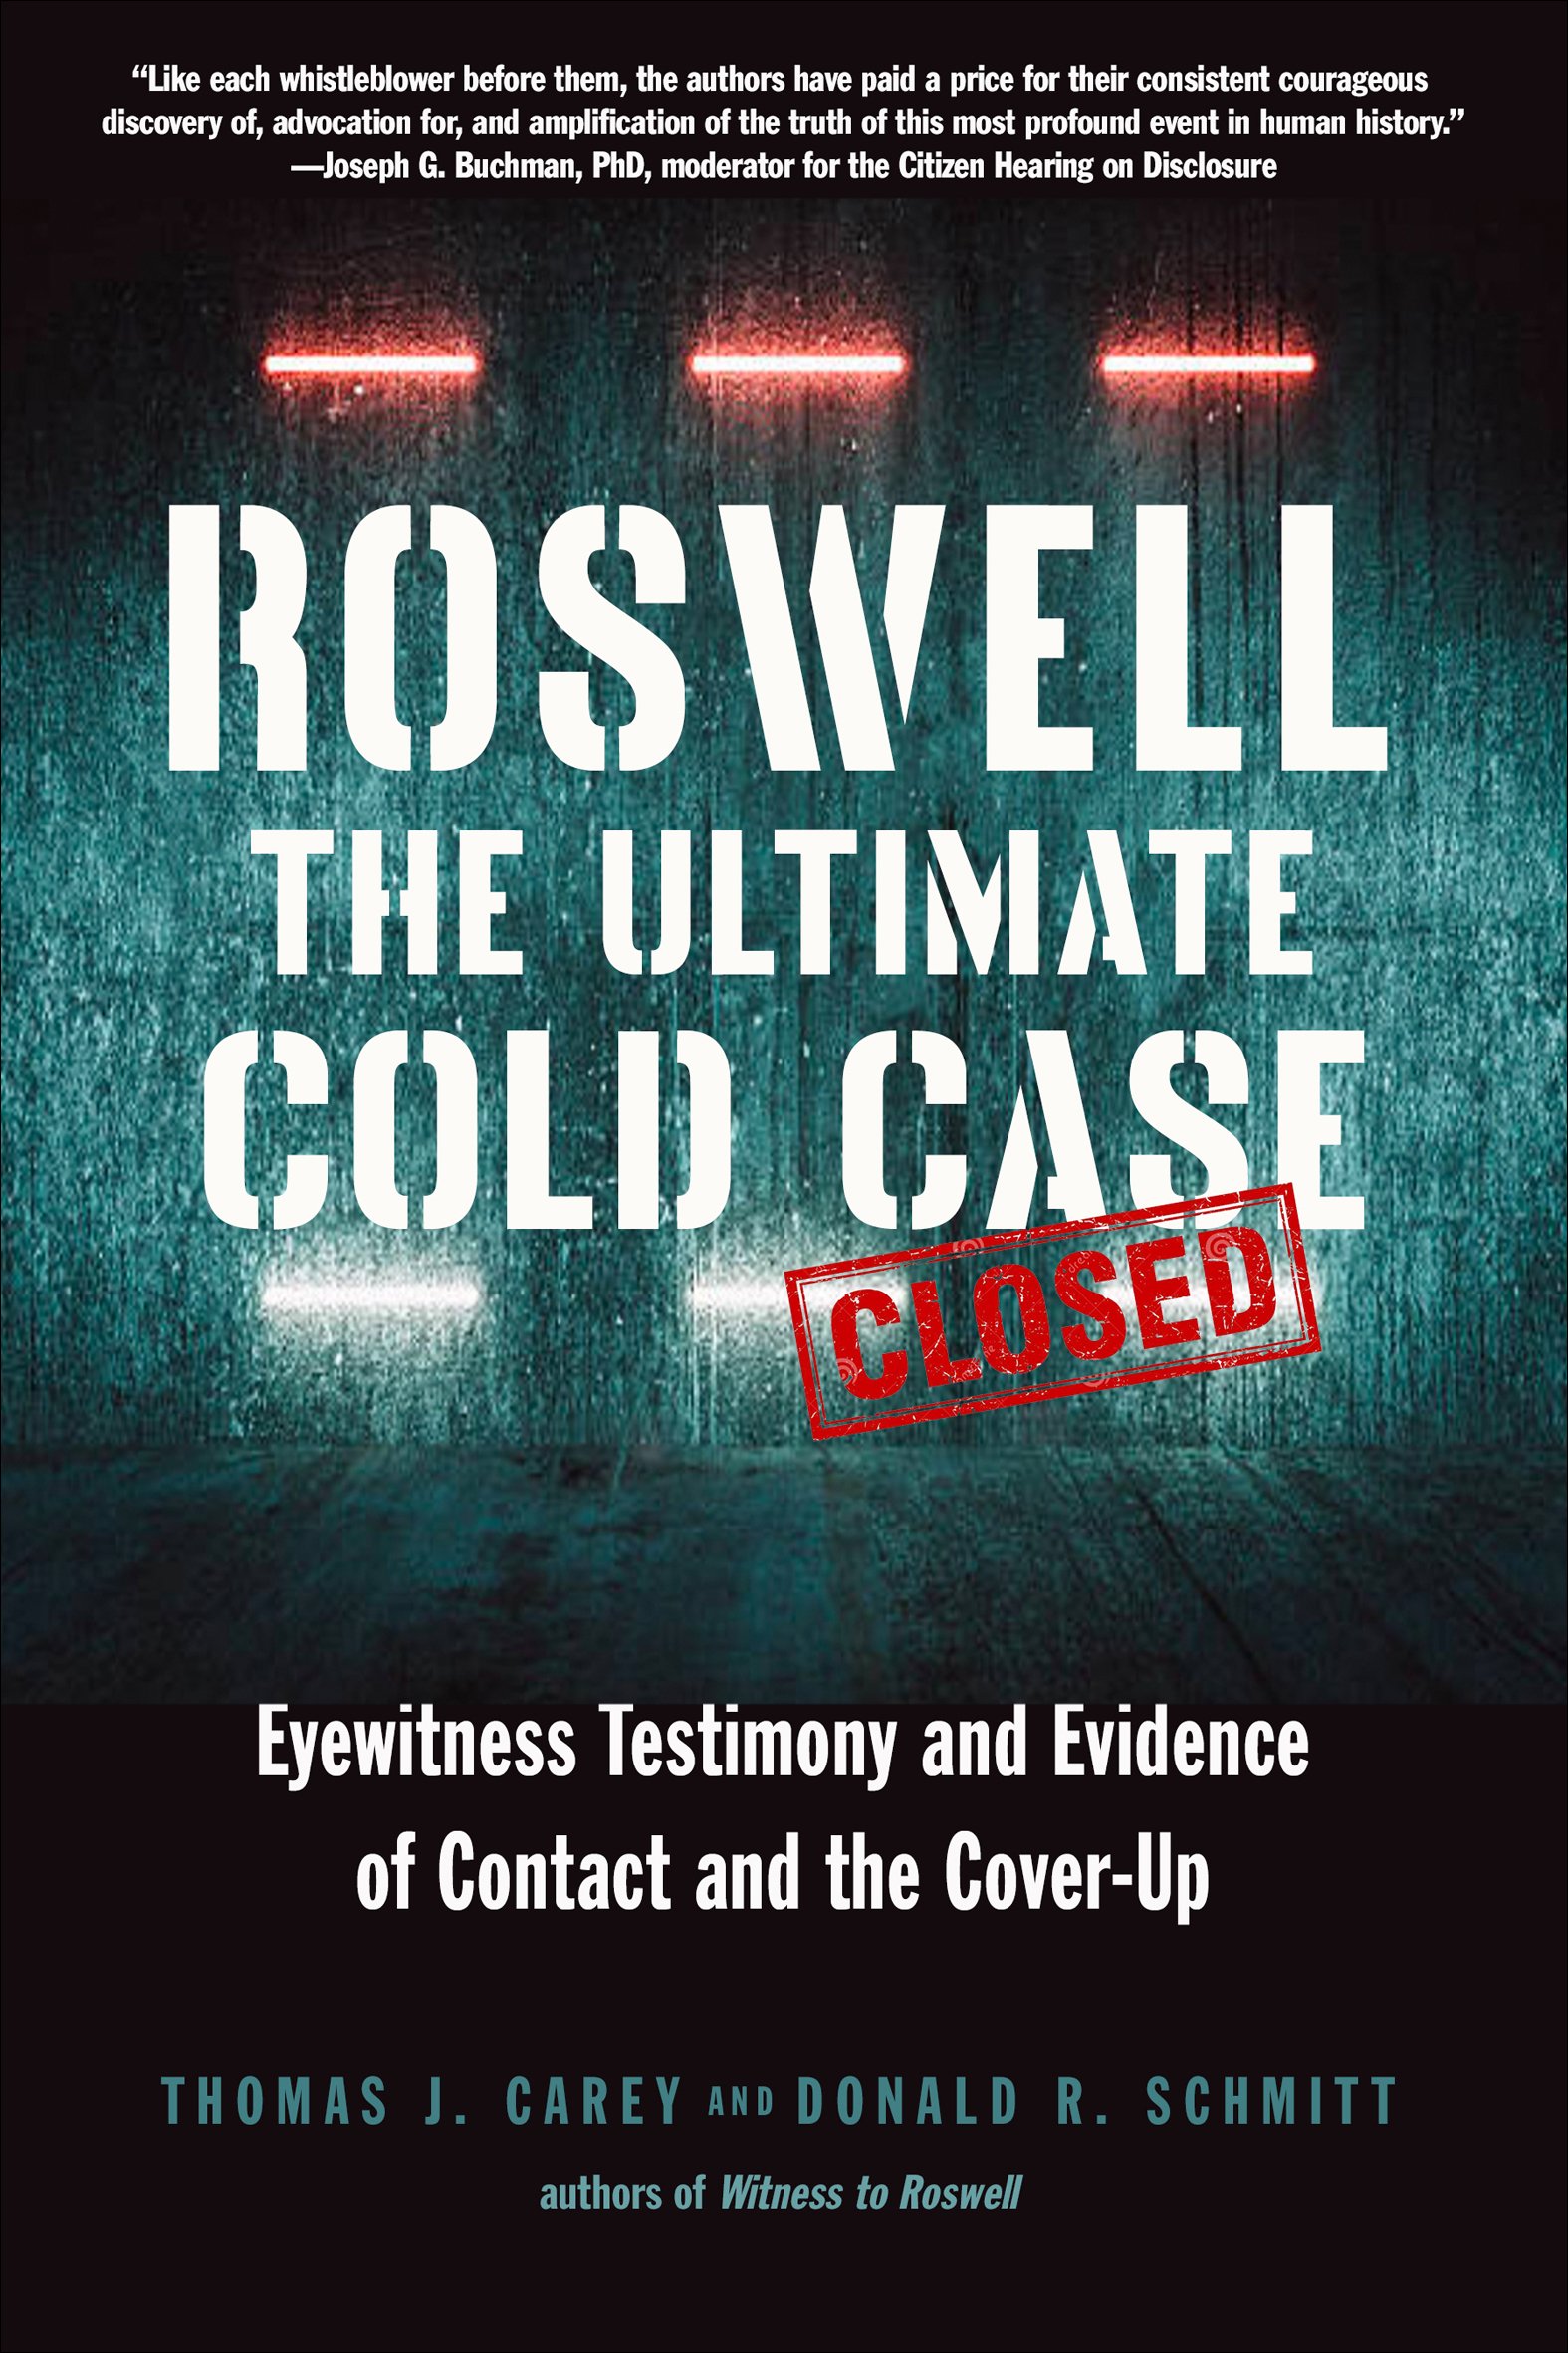 “Like each whistleblower before them, the authors have paid a price for their consistent courageous
discovery of, advocation for, and amplification of the truth of this most profound event in human history.”
—Joseph G. Buchman, PhD, moderator for the Citizen Hearing on Disclosure
ROSWELL
THE ULTIMATE
COLD CASE
CLOSED
Eyewitness Testimony and Evidence
of Contact and the Cover-Up
THOMAS J. CAREY AND DONALD R. SCHMITT
authors of Witness to Roswell